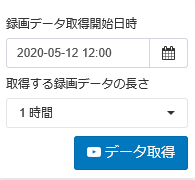 録画データ取得開始日時
2020-05-12 12:00
取得する録画データの長さ
1 時間
データ取得